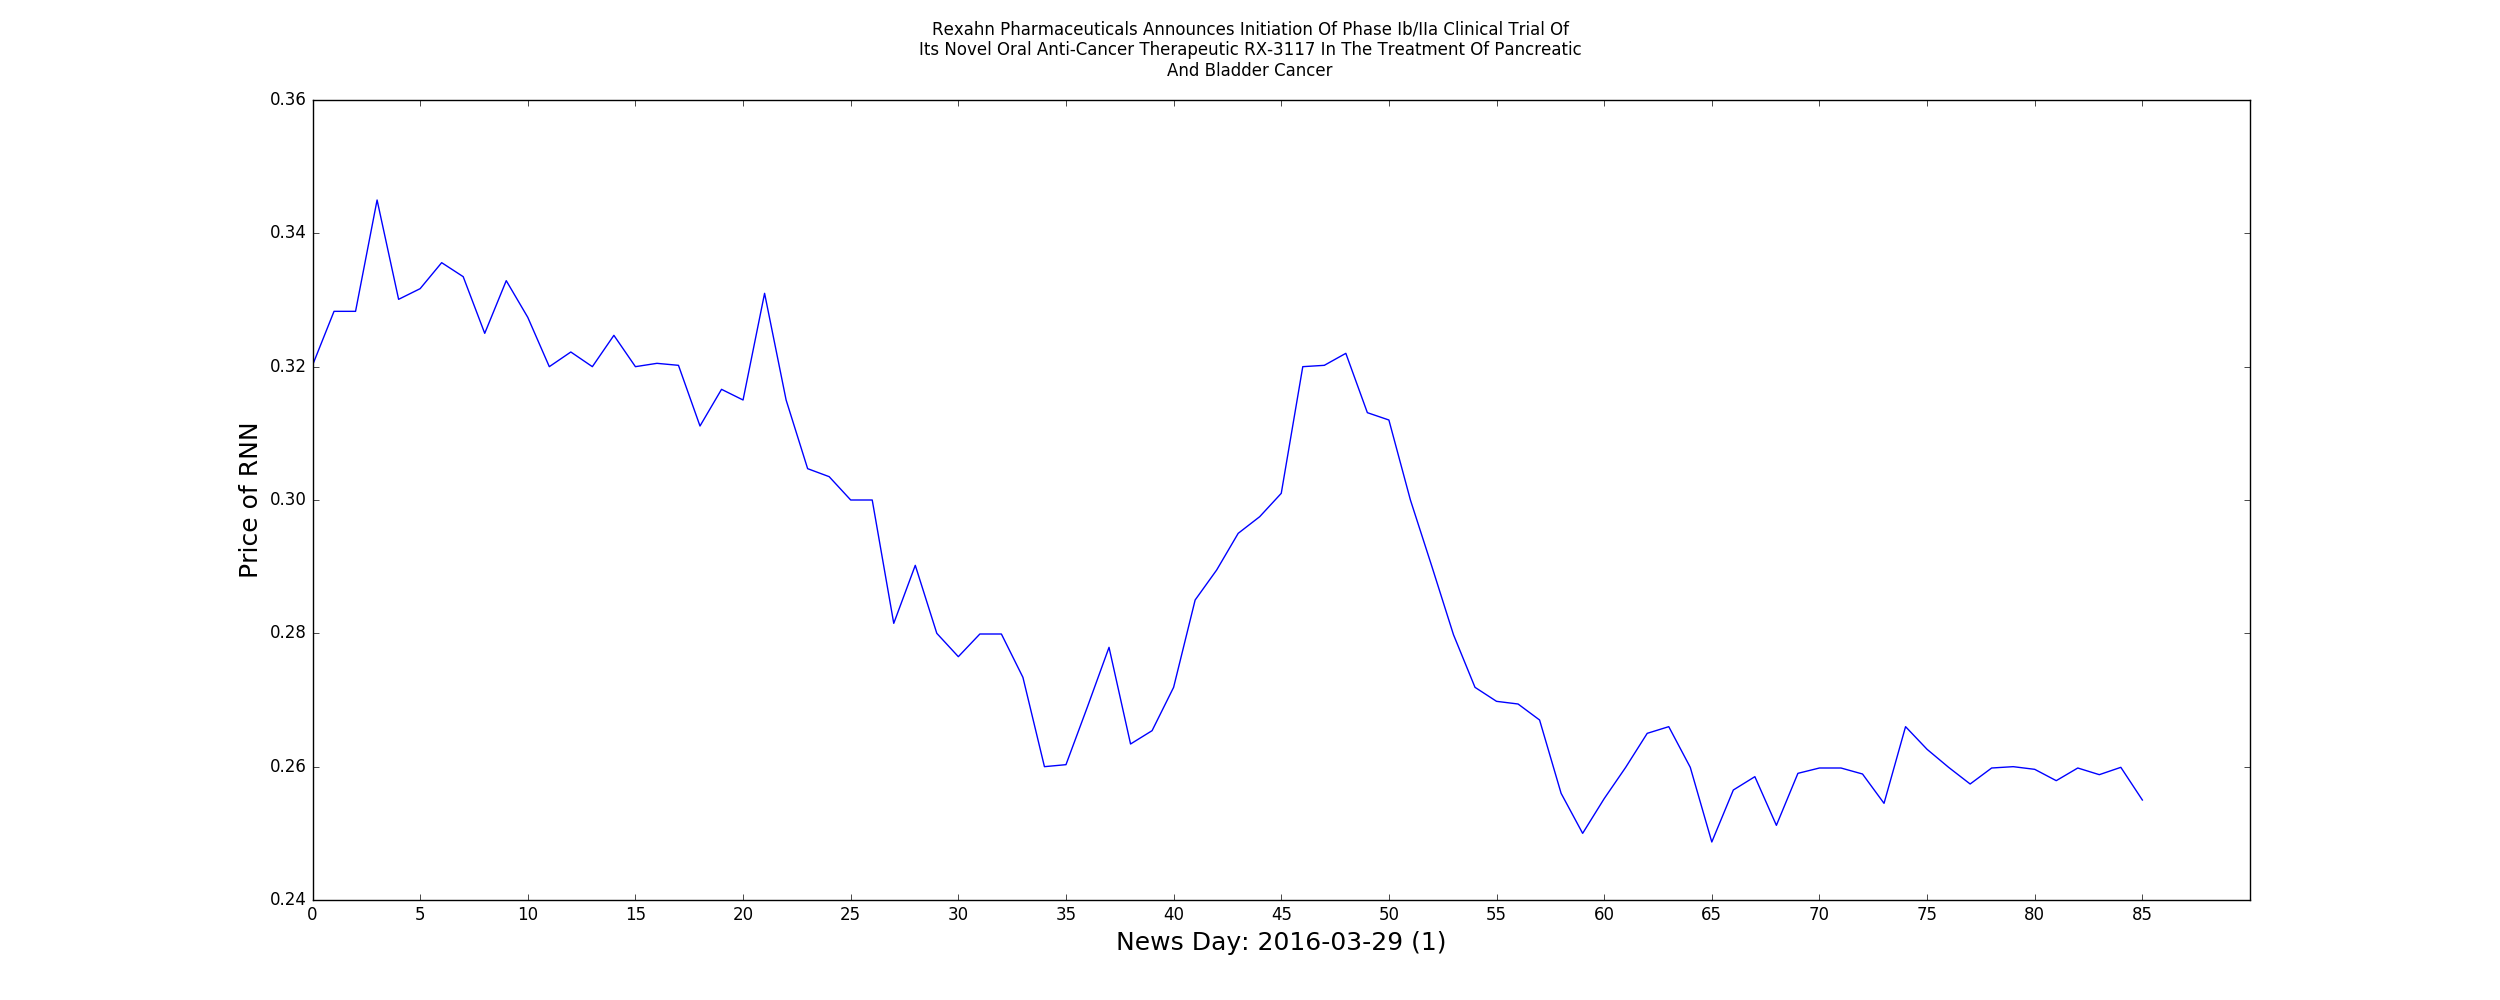 Rexahn Pharmaceuticals Announces Initiation Of Phase Ib/IIa Clinical Trial Of
Its Novel Oral Anti-Cancer Therapeutic RX-3117 In The Treatment Of Pancreatic
And Bladder Cancer
0.36
0.34
0.32
0.30
0.28
0.26
0.24
Price of RNN
0 5 10 15 20 25 30 35 40 45 50 55 60 65 70 75 80 85
News Day: 2016-03-29 (1)